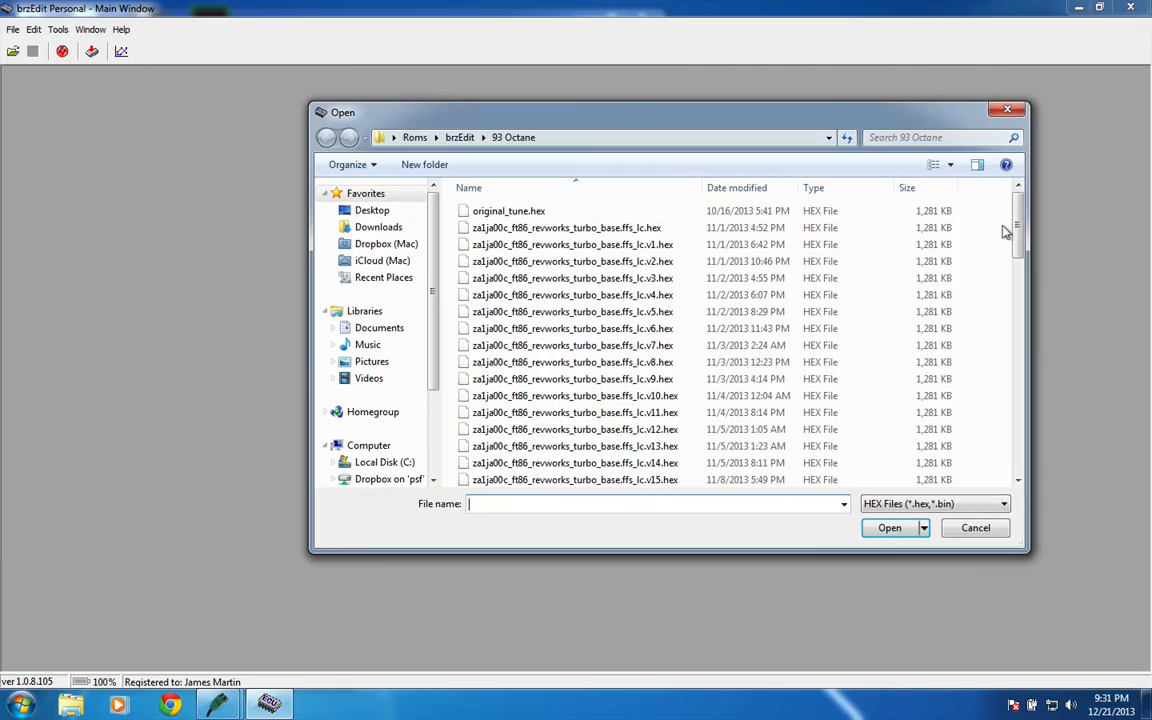 brzEdit Personal - Main Window
File Edit Tools Window Help
Open
Roms brzEdit 93 Octane
Search 93 Octane
Organize New folder
Name Date modified Type Size
Favorites
Desktop
Downloads
Dropbox (Mac)
iCloud (Mac)
Recent Places
Libraries
Documents
Music
Pictures
Videos
Homegroup
Computer
Local Disk (C:)
Dropbox on 'psf'
original_tune.hex 10/16/2013 5:41 PM HEX File 1,281 KB
za1ja00c_ft86_revworks_turbo_base.ffs_lc.hex 11/1/2013 4:52 PM HEX File 1,281 KB
za1ja00c_ft86_revworks_turbo_base.ffs_lc.v1.hex 11/1/2013 6:42 PM HEX File 1,281 KB
za1ja00c_ft86_revworks_turbo_base.ffs_lc.v2.hex 11/1/2013 10:46 PM HEX File 1,281 KB
za1ja00c_ft86_revworks_turbo_base.ffs_lc.v3.hex 11/2/2013 4:55 PM HEX File 1,281 KB
za1ja00c_ft86_revworks_turbo_base.ffs_lc.v4.hex 11/2/2013 6:07 PM HEX File 1,281 KB
za1ja00c_ft86_revworks_turbo_base.ffs_lc.v5.hex 11/2/2013 8:29 PM HEX File 1,281 KB
za1ja00c_ft86_revworks_turbo_base.ffs_lc.v6.hex 11/2/2013 11:43 PM HEX File 1,281 KB
za1ja00c_ft86_revworks_turbo_base.ffs_lc.v7.hex 11/3/2013 2:24 AM HEX File 1,281 KB
za1ja00c_ft86_revworks_turbo_base.ffs_lc.v8.hex 11/3/2013 12:23 PM HEX File 1,281 KB
za1ja00c_ft86_revworks_turbo_base.ffs_lc.v9.hex 11/3/2013 4:14 PM HEX File 1,281 KB
za1ja00c_ft86_revworks_turbo_base.ffs_lc.v10.hex 11/4/2013 12:04 AM HEX File 1,281 KB
za1ja00c_ft86_revworks_turbo_base.ffs_lc.v11.hex 11/4/2013 8:14 PM HEX File 1,281 KB
za1ja00c_ft86_revworks_turbo_base.ffs_lc.v12.hex 11/5/2013 1:05 AM HEX File 1,281 KB
za1ja00c_ft86_revworks_turbo_base.ffs_lc.v13.hex 11/5/2013 1:23 AM HEX File 1,281 KB
za1ja00c_ft86_revworks_turbo_base.ffs_lc.v14.hex 11/5/2013 8:11 PM HEX File 1,281 KB
za1ja00c_ft86_revworks_turbo_base.ffs_lc.v15.hex 11/8/2013 5:49 PM HEX File 1,281 KB
File name: HEX Files (*.hex,*.bin)
Open Cancel
ver 1.0.8.105 100% Registered to: James Martin
ECU
9:31 PM
12/21/2013